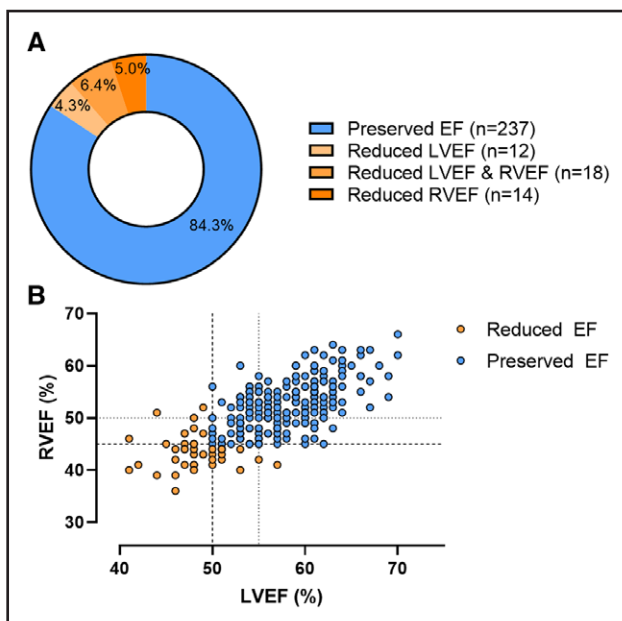 A
5.0%
6.4%
4.3%
84.3%
Preserved EF (n=237)
Reduced LVEF (n=12)
Reduced LVEF & RVEF (n=18)
Reduced RVEF (n=14)
B
70
60
50
40
30
RVEF (%)
40 50 60 70
LVEF (%)
Reduced EF
Preserved EF